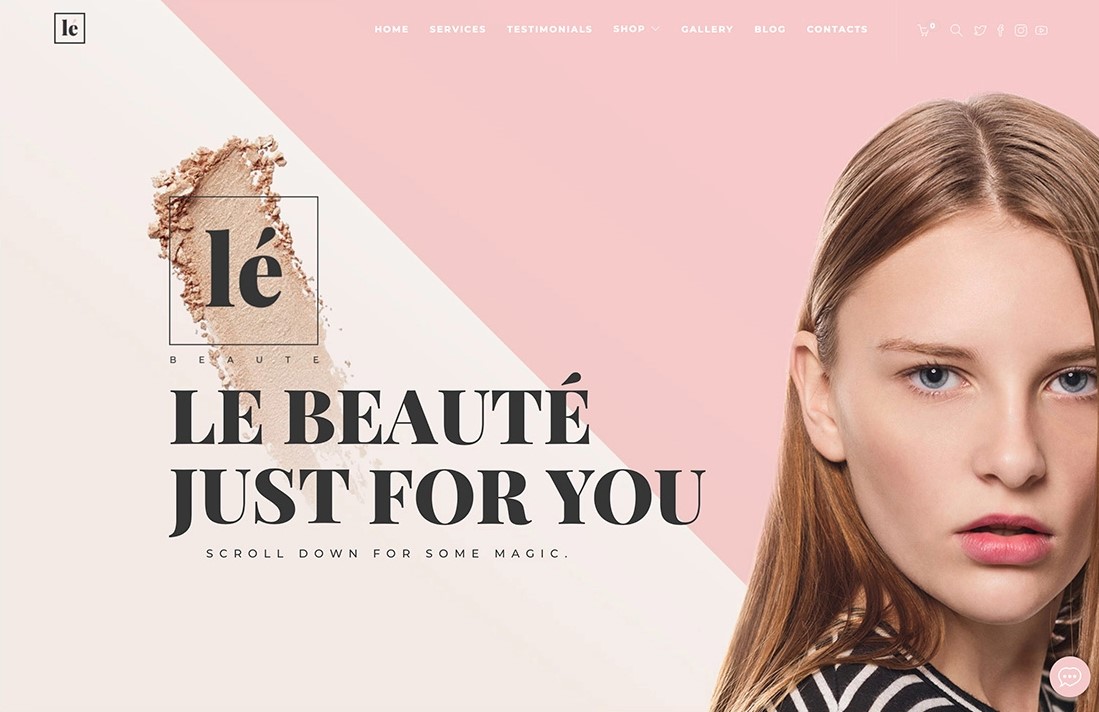 lé
HOME SERVICES TESTIMONIALS SHOP GALLERY BLOG CONTACTS 0
lé
BEAUTE
LE BEAUTÉ
JUST FOR YOU
SCROLL DOWN FOR SOME MAGIC.